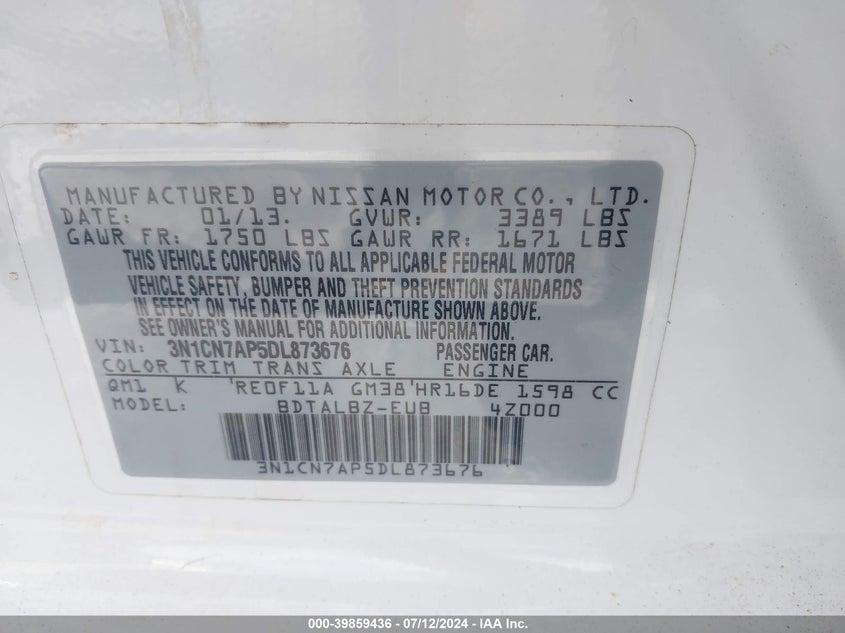 MANUFACTURED BY NISSAN MOTOR CO., LTD.
DATE: 01/13. GVWR: 3389 LBS
GAWR FR: 1750 LBS GAWR RR: 1671 LBS
THIS VEHICLE CONFORMS TO ALL APPLICABLE FEDERAL MOTOR
VEHICLE SAFETY, BUMPER AND THEFT PREVENTION STANDARDS
IN EFFECT ON THE DATE OF MANUFACTURE SHOWN ABOVE.
SEE OWNER'S MANUAL FOR ADDITIONAL INFORMATION.
VIN: 3N1CN7AP5DL873676 PASSENGER CAR.
COLOR TRIM TRANS AXLE ENGINE
QM1 K 'RE0F11A GM38'HR16DE 1598 CC
MODEL: BDTALBZ-EUB 4Z000
3N1CN7AP5DL873676
000-39859436 - 07/12/2024 - IAA Inc.